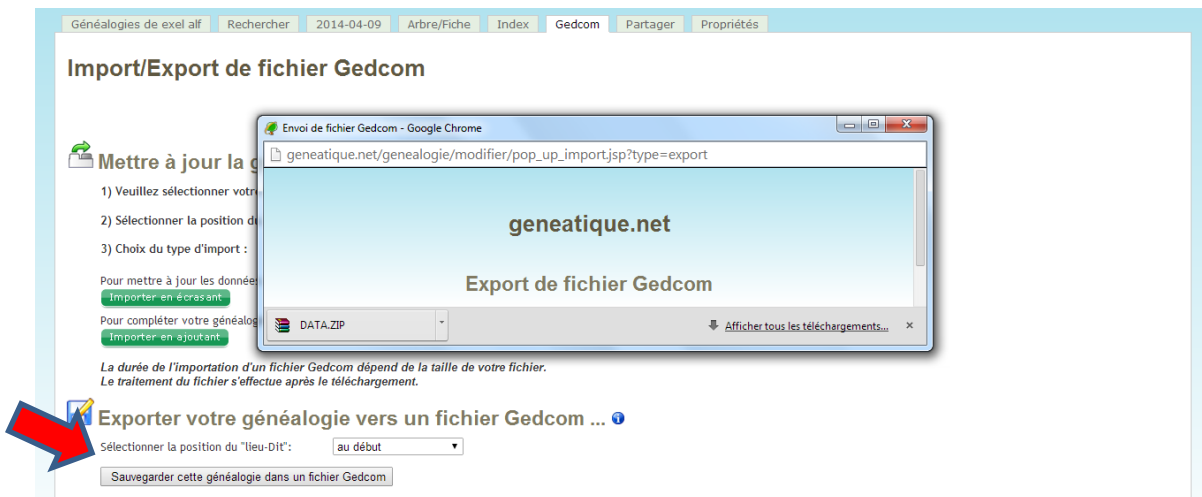 Généalogies de exel alf Rechercher 2014-04-09 Arbre/Fiche Index Gedcom Partager Propriétés
Import/Export de fichier Gedcom
Envoi de fichier Gedcom - Google Chrome
geneatique.net/genealogie/modifier/pop_up_import.jsp?type=export
geneatique.net
Export de fichier Gedcom
DATA.ZIP
Afficher tous les téléchargements...
Mettre à jour la
1) Veuillez sélectionner votre
2) Sélectionner la position
3) Choix du type d'import :
Pour mettre à jour les données
Importer en écrasant
Pour compléter votre généalog
Importer en ajoutant
La durée de l'importation d'un fichier Gedcom dépend de la taille de votre fichier.
Le traitement du fichier s'effectue après le téléchargement.
Exporter votre généalogie vers un fichier Gedcom ...
Sélectionner la position du "lieu-Dit": au début
Sauvegarder cette généalogie dans un fichier Gedcom